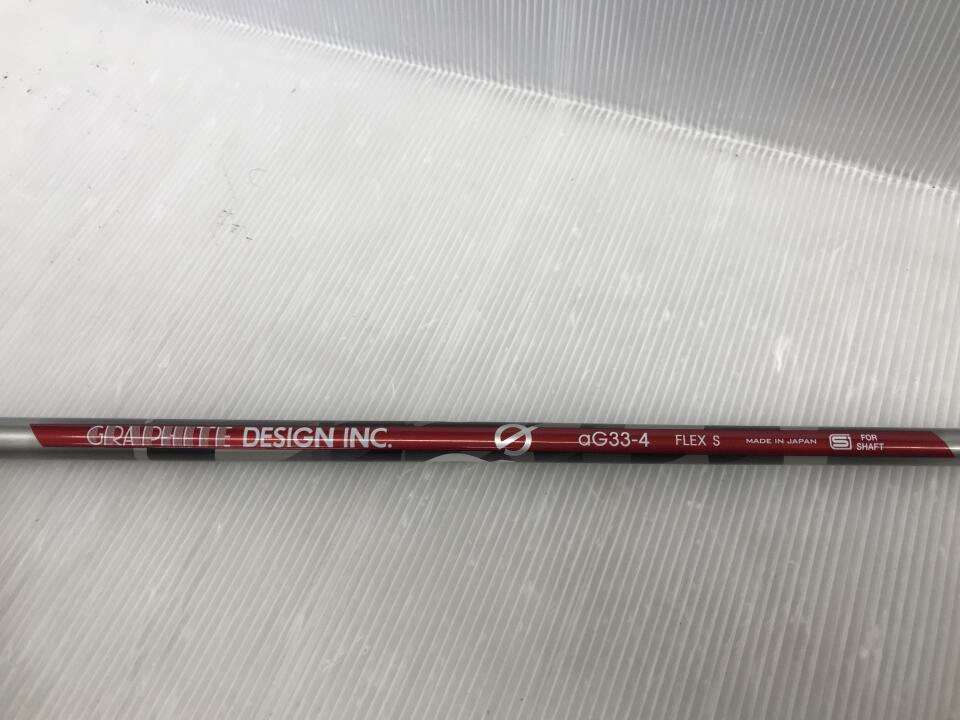 GRAPHITE DESIGN INC. aG33-4 FLEX S MADE IN JAPAN S FOR
SHAFT